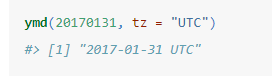 ymd(20170131, tz = "UTC")
#> [1] "2017-01-31 UTC"